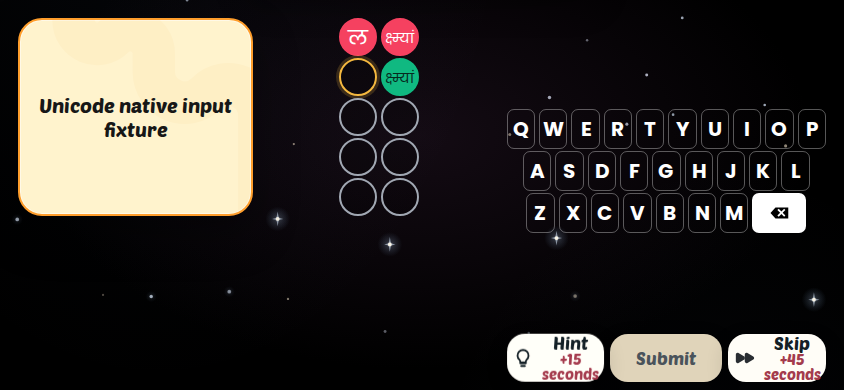 Unicode native input
fixture
ल क्ष्म्यां
क्ष्म्यां
Q W E R T Y U I O P
A S D F G H J K L
Z X C V B N M
Hint
+15
seconds
Submit
Skip
+45
seconds